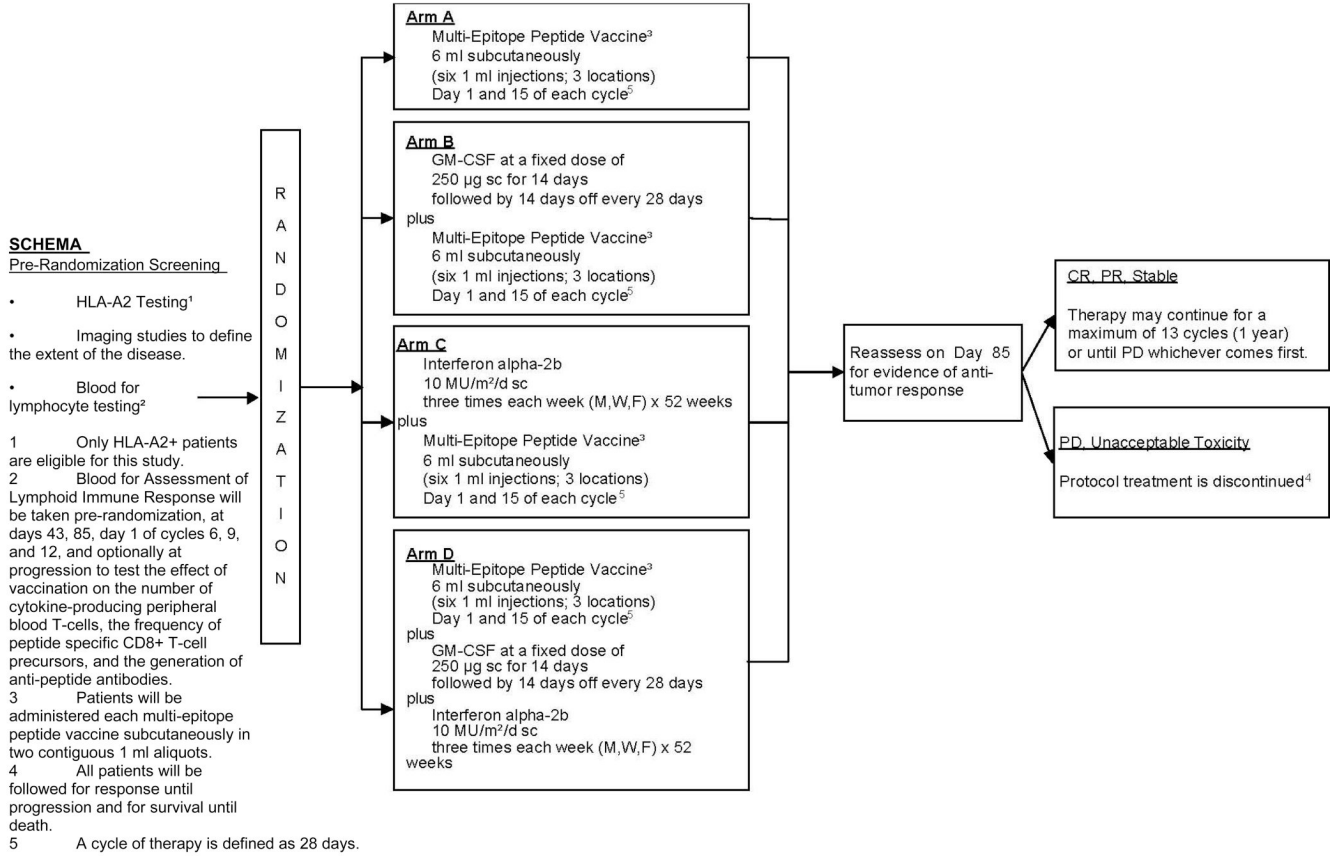 SCHEMA
Pre-Randomization Screening
• HLA-A2 Testing¹
• Imaging studies to define
the extent of the disease.
• Blood for
lymphocyte testing²
1 Only HLA-A2+ patients
are eligible for this study.
2 Blood for Assessment of
Lymphoid Immune Response will
be taken pre-randomization, at
days 43, 85, day 1 of cycles 6, 9,
and 12, and optionally at
progression to test the effect of
vaccination on the number of
cytokine-producing peripheral
blood T-cells, the frequency of
peptide specific CD8+ T-cell
precursors, and the generation of
anti-peptide antibodies.
3 Patients will be
administered each multi-epitope
peptide vaccine subcutaneously in
two contiguous 1 ml aliquots.
4 All patients will be
followed for response until
progression and for survival until
death.
5 A cycle of therapy is defined as 28 days.
R
A
N
D
O
M
I
Z
A
T
I
O
N
Arm A
Multi-Epitope Peptide Vaccine³
6 ml subcutaneously
(six 1 ml injections; 3 locations)
Day 1 and 15 of each cycle⁵
Arm B
GM-CSF at a fixed dose of
250 µg sc for 14 days
followed by 14 days off every 28 days
plus
Multi-Epitope Peptide Vaccine³
6 ml subcutaneously
(six 1 ml injections; 3 locations)
Day 1 and 15 of each cycle⁵
Arm C
Interferon alpha-2b
10 MU/m²/d sc
three times each week (M,W,F) x 52 weeks
plus
Multi-Epitope Peptide Vaccine³
6 ml subcutaneously
(six 1 ml injections; 3 locations)
Day 1 and 15 of each cycle⁵
Arm D
Multi-Epitope Peptide Vaccine³
6 ml subcutaneously
(six 1 ml injections; 3 locations)
Day 1 and 15 of each cycle⁵
plus
GM-CSF at a fixed dose of
250 µg sc for 14 days
followed by 14 days off every 28 days
plus
Interferon alpha-2b
10 MU/m²/d sc
three times each week (M,W,F) x 52
weeks
Reassess on Day 85
for evidence of anti-
tumor response
CR, PR, Stable
Therapy may continue for a
maximum of 13 cycles (1 year)
or until PD whichever comes first.
PD, Unacceptable Toxicity
Protocol treatment is discontinued⁴